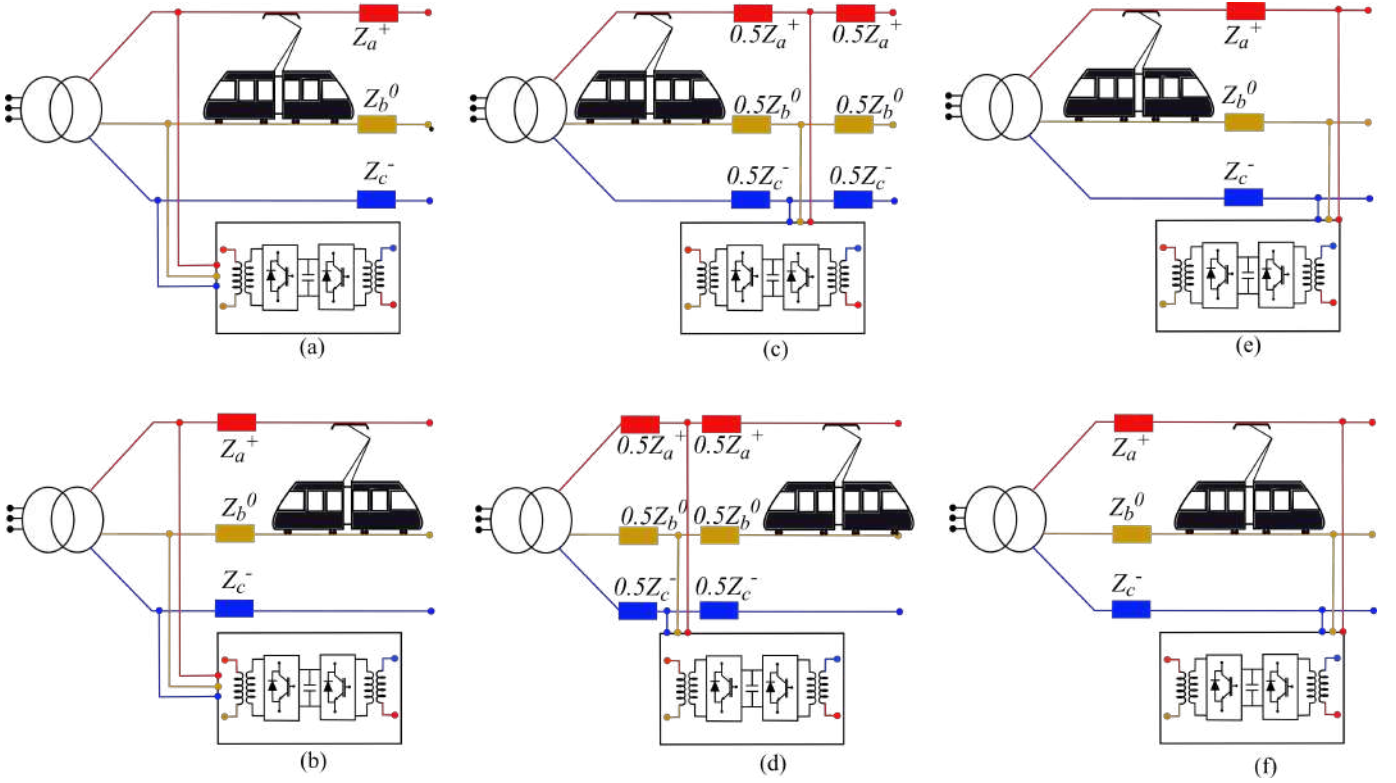 Z_a^+
Z_b^0
Z_c^-
(a)
0.5Z_a^+ 0.5Z_a^+
0.5Z_b^0 0.5Z_b^0
0.5Z_c^- 0.5Z_c^-
(c)
Z_a^+
Z_b^0
Z_c^-
(e)
Z_a^+
Z_b^0
Z_c^-
(b)
0.5Z_a^+ 0.5Z_a^+
0.5Z_b^0 0.5Z_b^0
0.5Z_c^- 0.5Z_c^-
(d)
Z_a^+
Z_b^0
Z_c^-
(f)